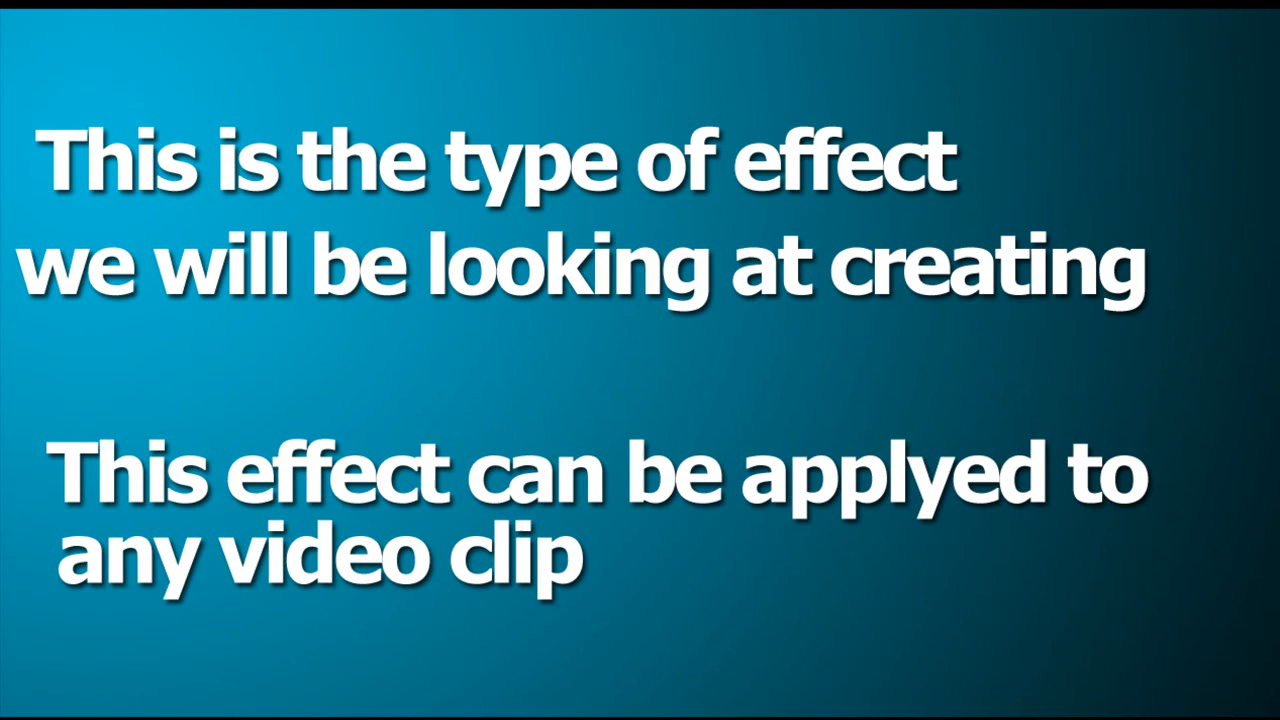 This is the type of effect
we will be looking at creating
This effect can be applyed to
any video clip